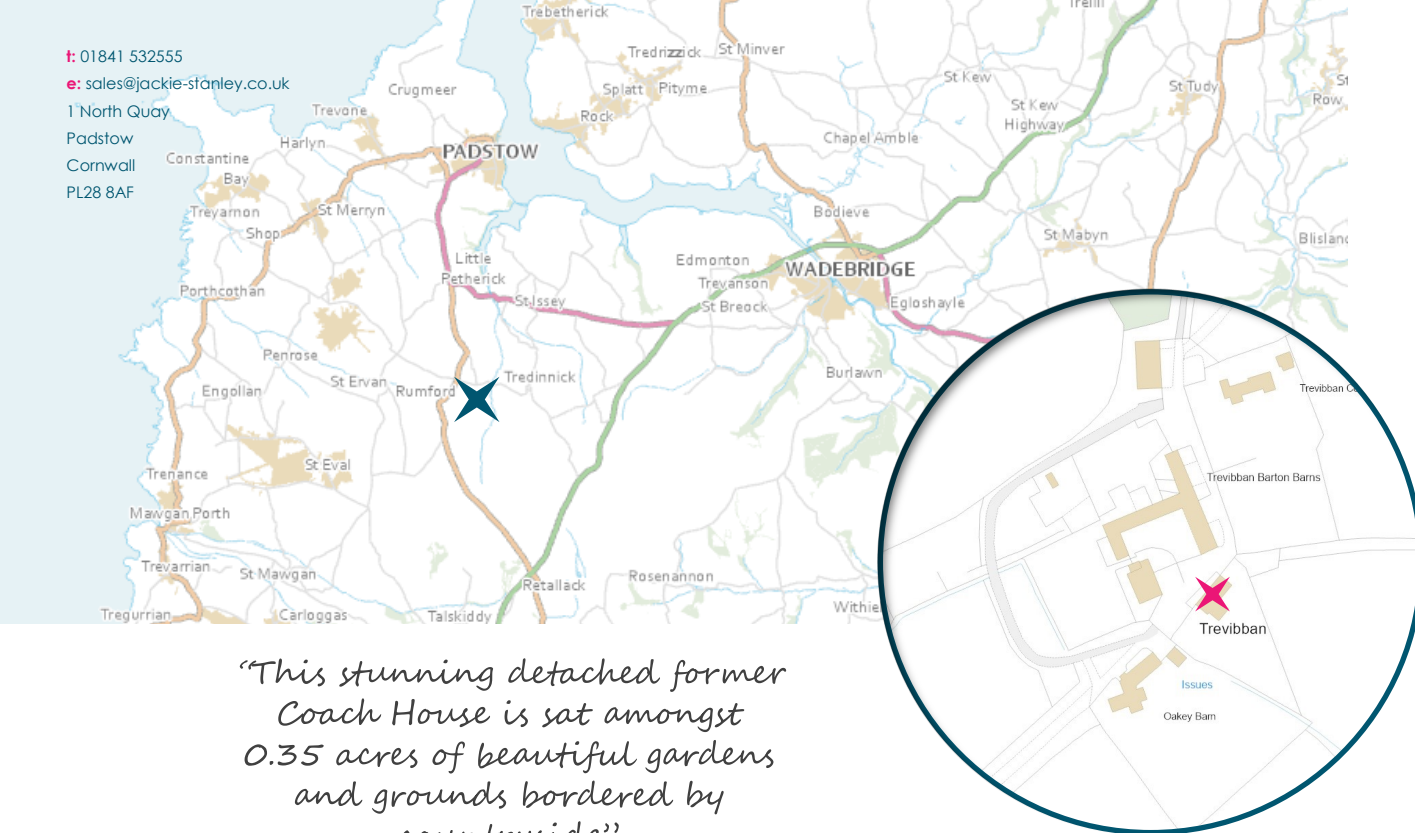 t: 01841 532555
e: sales@jackie-stanley.co.uk
1 North Quay
Padstow
Cornwall
PL28 8AF
Trebetherick
Trelill
Tredrizzick
St Minver
St Kew
Splatt
Pityme
St Tudy
Row
Crugmeer
Rock
St Kew
Highway
Trevone
Harlyn
Chapel Amble
PADSTOW
Constantine
Bay
Treyarnon
St Merryn
Bodieve
Shop
St Mabyn
Little
Petherick
Edmonton
WADEBRIDGE
Trevanson
Porthcothan
St Issey
St Breock
Egloshayle
Penrose
Engollan
St Ervan
Rumford
Tredinnick
Burlawn
St Eval
Trenance
Mawgan Porth
Trevarrian
St Mawgan
Retallack
Rosenannon
Tregurrian
Carloggas
Talskiddy
Trevibban
Trevibban Barton Barns
Trevibban
Issues
Oakey Barn
“This stunning detached former
Coach House is sat amongst
0.35 acres of beautiful gardens
and grounds bordered by
countryside”